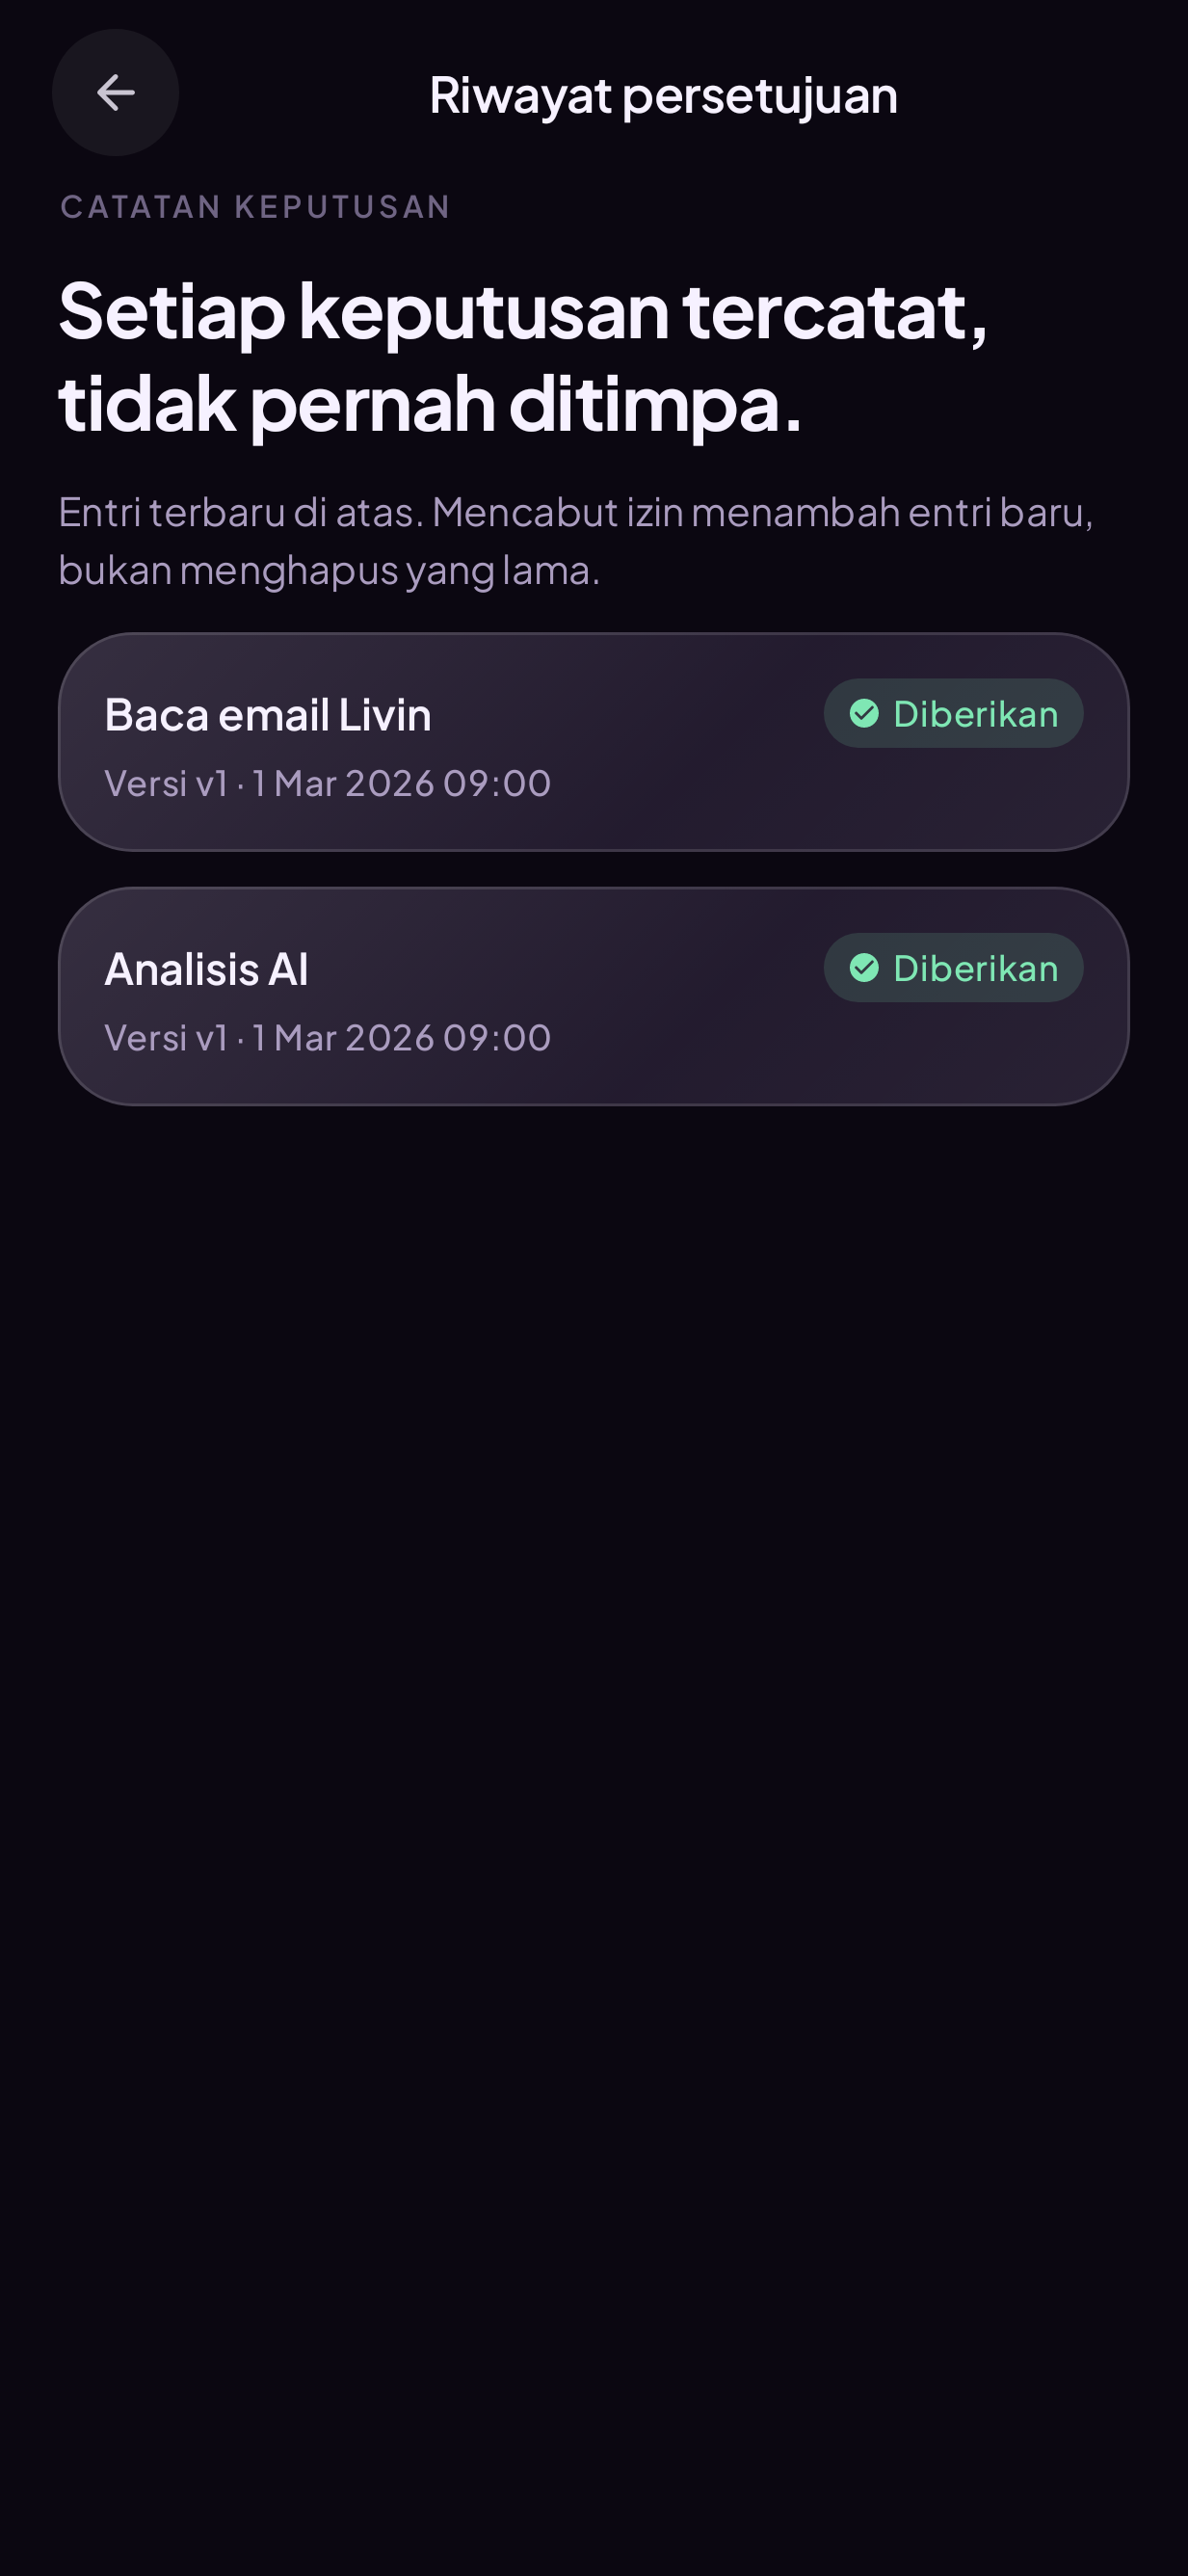 Riwayat persetujuan
CATATAN KEPUTUSAN
Setiap keputusan tercatat,
tidak pernah ditimpa.
Entri terbaru di atas. Mencabut izin menambah entri baru,
bukan menghapus yang lama.
Baca email Livin
Diberikan
Versi v1 · 1 Mar 2026 09:00
Analisis AI
Diberikan
Versi v1 · 1 Mar 2026 09:00